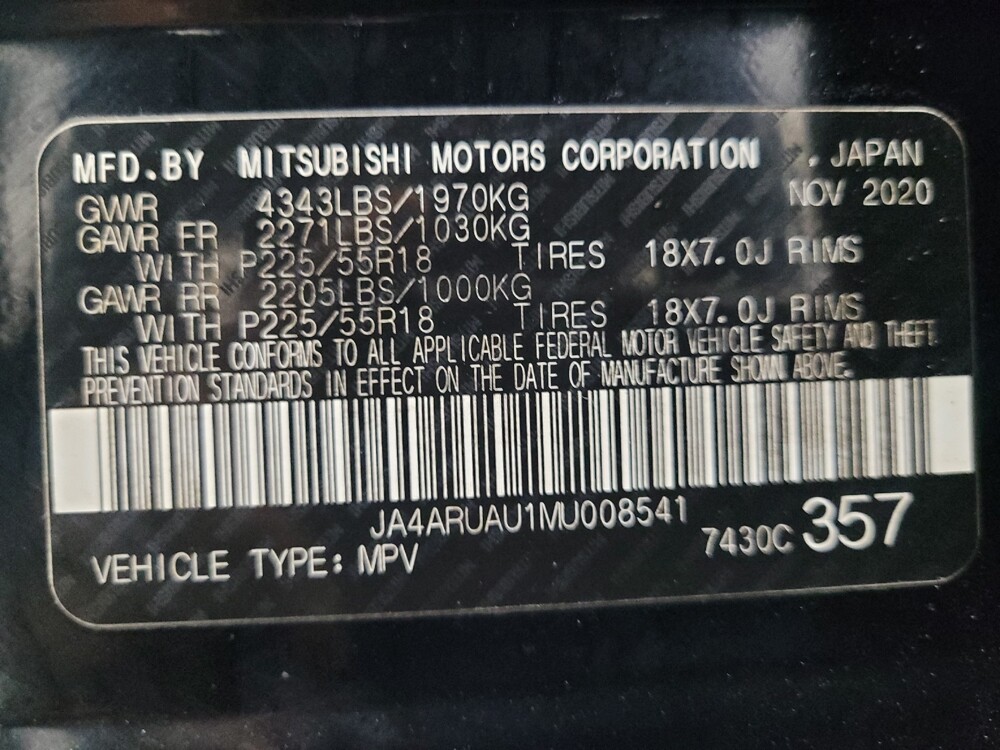 MFD.BY MITSUBISHI MOTORS CORPORATION . JAPAN
GVWR 4343LBS/1970KG NOV 2020
GAWR FR 2271LBS/1030KG
WITH P225/55R18 TIRES 18X7.0J RIMS
GAWR RR 2205LBS/1000KG
WITH P225/55R18 TIRES 18X7.0J RIMS
THIS VEHICLE CONFORMS TO ALL APPLICABLE FEDERAL MOTOR VEHICLE SAFETY AND THEFT
PREVENTION STANDARDS IN EFFECT ON THE DATE OF MANUFACTURE SHOWN ABOVE.
JA4ARUAU1MU008541
VEHICLE TYPE: MPV 7430C 357